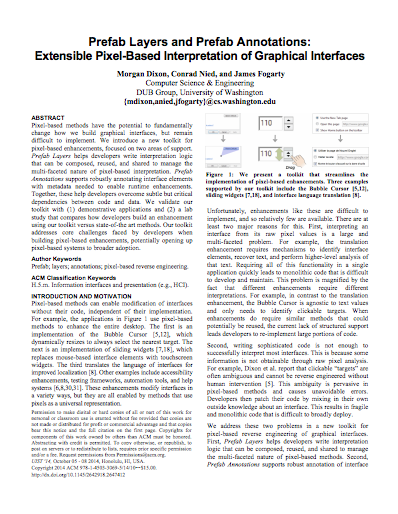 Prefab Layers and Prefab Annotations:
Extensible Pixel-Based Interpretation of Graphical Interfaces
Morgan Dixon, Conrad Nied, and James Fogarty
Computer Science & Engineering
DUB Group, University of Washington
{mdixon,anied,jfogarty}@cs.washington.edu
ABSTRACT
Pixel-based methods have the potential to fundamentally
change how we build graphical interfaces, but remain
difficult to implement. We introduce a new toolkit for
pixel-based enhancements, focused on two areas of support.
Prefab Layers helps developers write interpretation logic
that can be composed, reused, and shared to manage the
multi-faceted nature of pixel-based interpretation. Prefab
Annotations supports robustly annotating interface elements
with metadata needed to enable runtime enhancements.
Together, these help developers overcome subtle but critical
dependencies between code and data. We validate our
toolkit with (1) demonstrative applications and (2) a lab
study that compares how developers build an enhancement
using our toolkit versus state-of-the art methods. Our toolkit
addresses core challenges faced by developers when
building pixel-based enhancements, potentially opening up
pixel-based systems to broader adoption.
Author Keywords
Prefab; layers; annotations; pixel-based reverse engineering.
ACM Classification Keywords
H.5.m. Information interfaces and presentation (e.g., HCI).
INTRODUCTION AND MOTIVATION
Pixel-based methods can enable modification of interfaces
without their code, independent of their implementation.
For example, the applications in Figure 1 use pixel-based
methods to enhance the entire desktop. The first is an
implementation of the Bubble Cursor [5,12], which
dynamically resizes to always select the nearest target. The
next is an implementation of sliding widgets [7,18], which
replaces mouse-based interface elements with touchscreen
widgets. The third translates the language of interfaces for
improved localization [8]. Other examples include accessibility
enhancements, testing frameworks, automation tools, and help
systems [6,8,30,31]. These enhancements modify interfaces in
a variety ways, but they are all enabled by methods that use
pixels as a universal representation.
Permission to make digital or hard copies of all or part of this work for
personal or classroom use is granted without fee provided that copies are
not made or distributed for profit or commercial advantage and that copies
bear this notice and the full citation on the first page. Copyrights for
components of this work owned by others than ACM must be honored.
Abstracting with credit is permitted. To copy otherwise, or republish, to
post on servers or to redistribute to lists, requires prior specific permission
and/or a fee. Request permissions from Permissions@acm.org.
UIST '14, October 05 - 08 2014, Honolulu, HI, USA.
Copyright 2014 ACM 978-1-4503-3069-5/14/10…$15.00.
http://dx.doi.org/10.1145/2642918.2647412
110
110
Drag
Figure 1: We present a toolkit that streamlines the
implementation of pixel-based enhancements. Three examples
supported by our toolkit include the Bubble Cursor [5,12],
sliding widgets [7,18], and interface language translation [8].
Unfortunately, enhancements like these are difficult to
implement, and so relatively few are available. There are at
least two major reasons for this. First, interpreting an
interface from its raw pixel values is a large and
multi-faceted problem. For example, the translation
enhancement requires mechanisms to identify interface
elements, recover text, and perform higher-level analysis of
that text. Requiring all of this functionality in a single
application quickly leads to monolithic code that is difficult
to develop and maintain. This problem is magnified by the
fact that different enhancements require different
interpretations. For example, in contrast to the translation
enhancement, the Bubble Cursor is agnostic to text values
and only needs to identify clickable targets. When
enhancements do require similar methods that could
potentially be reused, the current lack of structured support
leads developers to re-implement large portions of code.
Second, writing sophisticated code is not enough to
successfully interpret most interfaces. This is because some
information is not obtainable through raw pixel analysis.
For example, Dixon et al. report that clickable "targets" are
often ambiguous and cannot be reverse engineered without
human intervention [5]. This ambiguity is pervasive in
pixel-based methods and causes unavoidable errors.
Developers then patch their code by mixing in their own
outside knowledge about an interface. This results in fragile
and monolithic code that is difficult to broadly deploy.
We address these two problems in a new toolkit for
pixel-based reverse engineering of graphical interfaces.
First, Prefab Layers helps developers write interpretation
logic that can be composed, reused, and shared to manage
the multi-faceted nature of pixel-based methods. Second,
Prefab Annotations supports robust annotation of interface